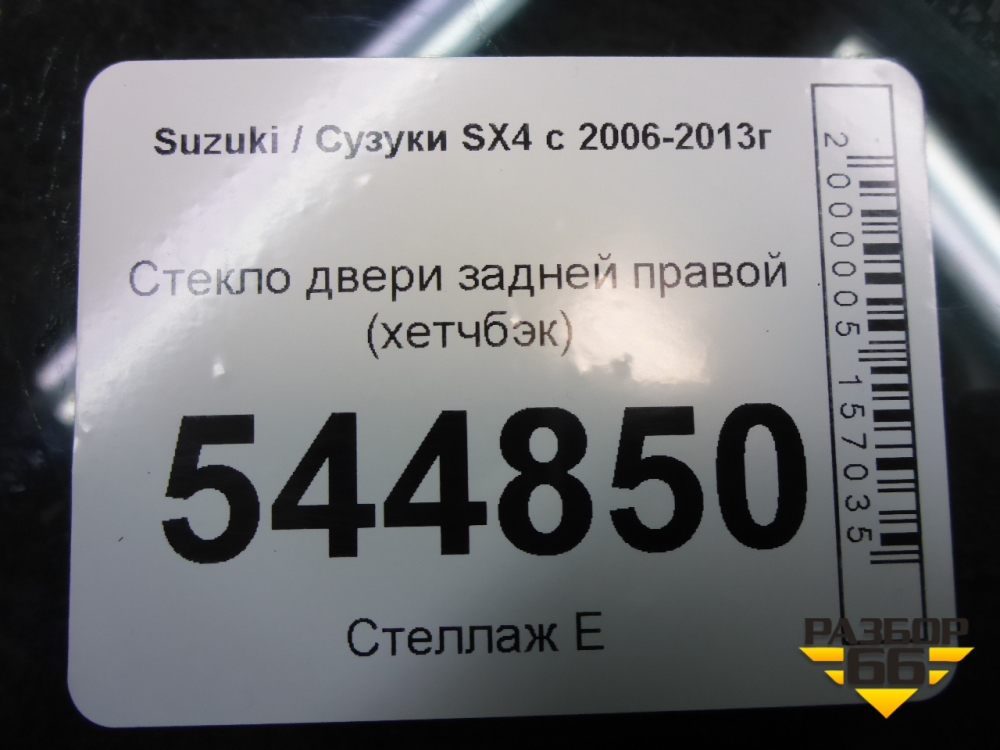 Suzuki / Сузуки SX4 с 2006-2013г
Стекло двери задней правой
(хетчбэк)
544850
Стеллаж Е
2000005157035
РАЗБОР
66